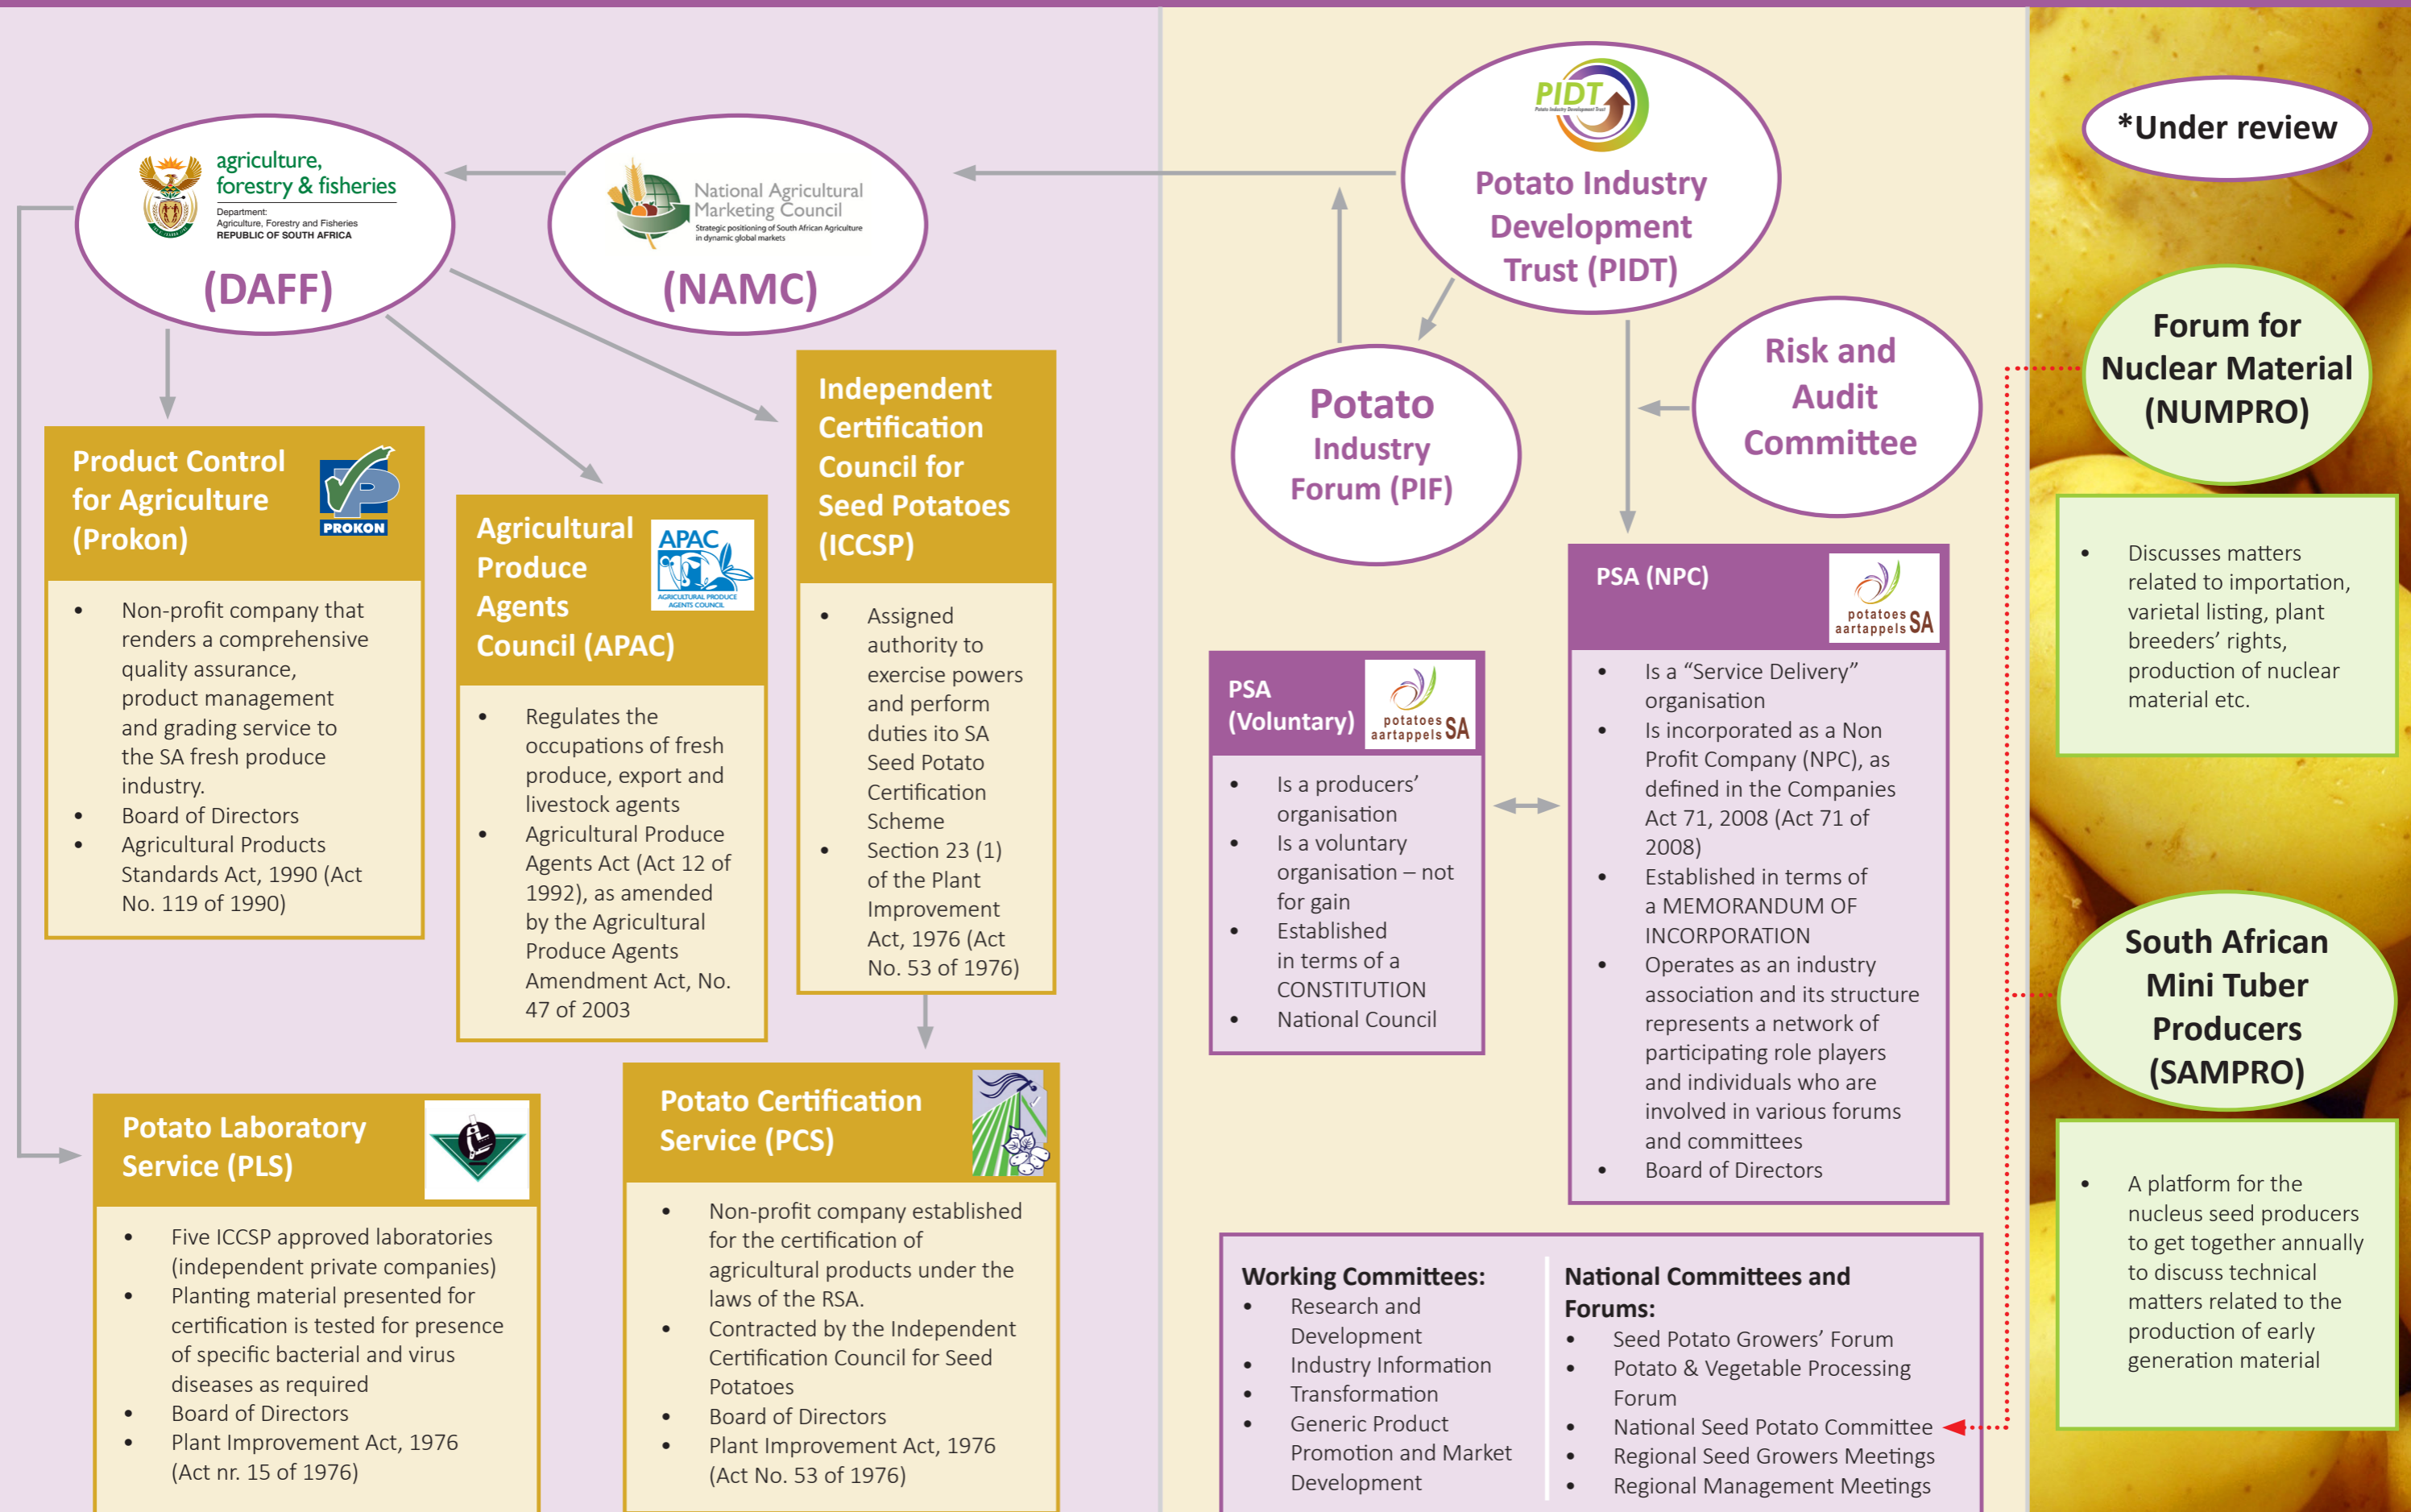 agriculture,
forestry & fisheries
Department:
Agriculture, Forestry and Fisheries
REPUBLIC OF SOUTH AFRICA
(DAFF)
National Agricultural
Marketing Council
Strategic positioning of South African Agriculture
in dynamic global markets
(NAMC)
PIDT
Potato Industry Development Trust
Potato Industry
Development
Trust (PIDT)
*Under review
Potato
Industry
Forum (PIF)
Risk and
Audit
Committee
Forum for
Nuclear Material
(NUMPRO)
Product Control
for Agriculture
(Prokon)
P
PROKON
• Non-profit company that
renders a comprehensive
quality assurance,
product management
and grading service to
the SA fresh produce
industry.
• Board of Directors
• Agricultural Products
Standards Act, 1990 (Act
No. 119 of 1990)
Agricultural
Produce
Agents
Council (APAC)
APAC
AGRICULTURAL PRODUCE
AGENTS COUNCIL
• Regulates the
occupations of fresh
produce, export and
livestock agents
• Agricultural Produce
Agents Act (Act 12 of
1992), as amended
by the Agricultural
Produce Agents
Amendment Act, No.
47 of 2003
Independent
Certification
Council for
Seed Potatoes
(ICCSP)
• Assigned
authority to
exercise powers
and perform
duties ito SA
Seed Potato
Certification
Scheme
• Section 23 (1)
of the Plant
Improvement
Act, 1976 (Act
No. 53 of 1976)
Potato Laboratory
Service (PLS)
• Five ICCSP approved laboratories
(independent private companies)
• Planting material presented for
certification is tested for presence
of specific bacterial and virus
diseases as required
• Board of Directors
• Plant Improvement Act, 1976
(Act nr. 15 of 1976)
Potato Certification
Service (PCS)
• Non-profit company established
for the certification of
agricultural products under the
laws of the RSA.
• Contracted by the Independent
Certification Council for Seed
Potatoes
• Board of Directors
• Plant Improvement Act, 1976
(Act No. 53 of 1976)
PSA
(Voluntary)
potatoes
aartappels SA
• Is a producers'
organisation
• Is a voluntary
organisation – not
for gain
• Established
in terms of a
CONSTITUTION
• National Council
PSA (NPC)
potatoes
aartappels SA
• Is a “Service Delivery”
organisation
• Is incorporated as a Non
Profit Company (NPC), as
defined in the Companies
Act 71, 2008 (Act 71 of
2008)
• Established in terms of
a MEMORANDUM OF
INCORPORATION
• Operates as an industry
association and its structure
represents a network of
participating role players
and individuals who are
involved in various forums
and committees
• Board of Directors
Working Committees:
• Research and
Development
• Industry Information
• Transformation
• Generic Product
Promotion and Market
Development
National Committees and
Forums:
• Seed Potato Growers' Forum
• Potato & Vegetable Processing
Forum
• National Seed Potato Committee
• Regional Seed Growers Meetings
• Regional Management Meetings
• Discusses matters
related to importation,
varietal listing, plant
breeders' rights,
production of nuclear
material etc.
South African
Mini Tuber
Producers
(SAMPRO)
• A platform for the
nucleus seed producers
to get together annually
to discuss technical
matters related to the
production of early
generation material